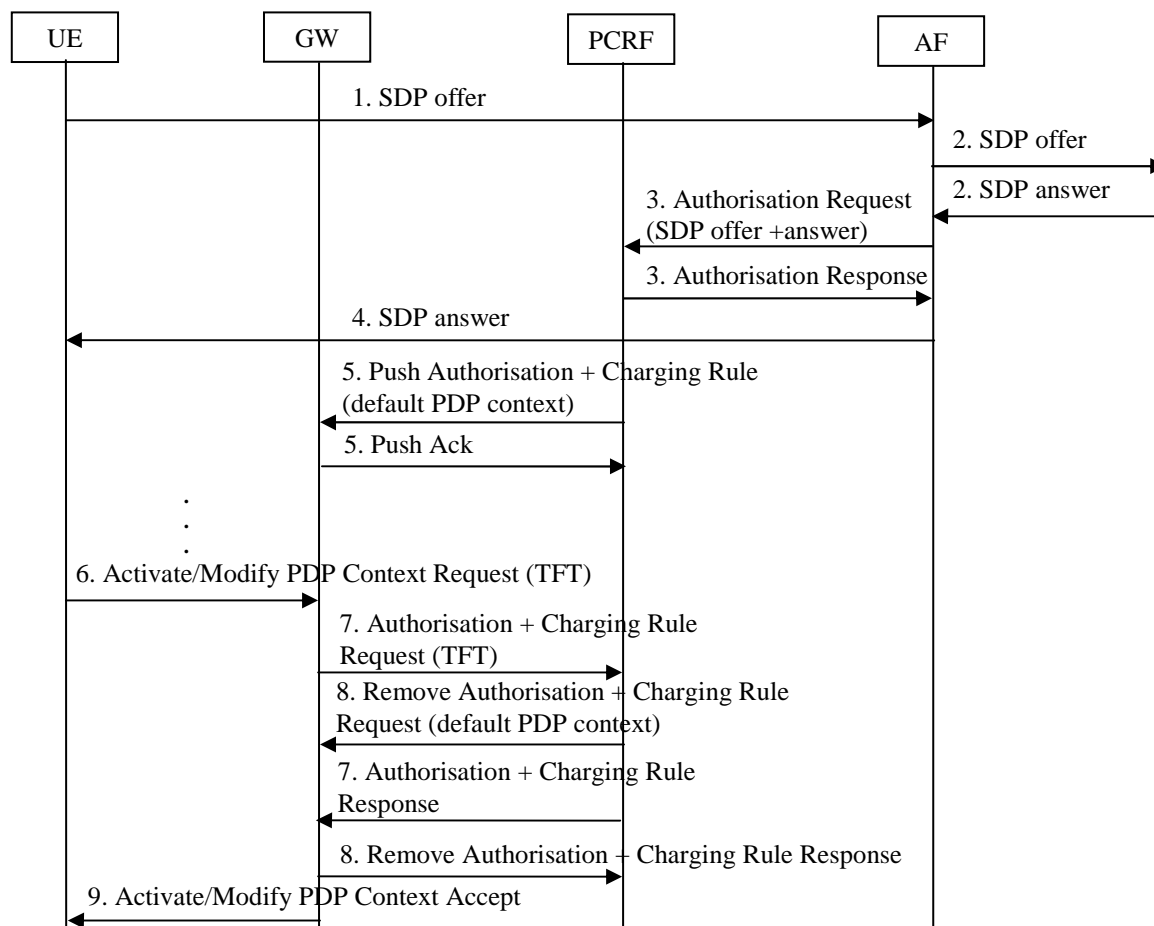 UE
GW
PCRF
AF
1. SDP offer
2. SDP offer
2. SDP answer
3. Authorisation Request
(SDP offer +answer)
3. Authorisation Response
4. SDP answer
5. Push Authorisation + Charging Rule
(default PDP context)
5. Push Ack
.
.
.
6. Activate/Modify PDP Context Request (TFT)
7. Authorisation + Charging Rule
Request (TFT)
8. Remove Authorisation + Charging Rule
Request (default PDP context)
7. Authorisation + Charging Rule
Response
8. Remove Authorisation + Charging Rule Response
9. Activate/Modify PDP Context Accept